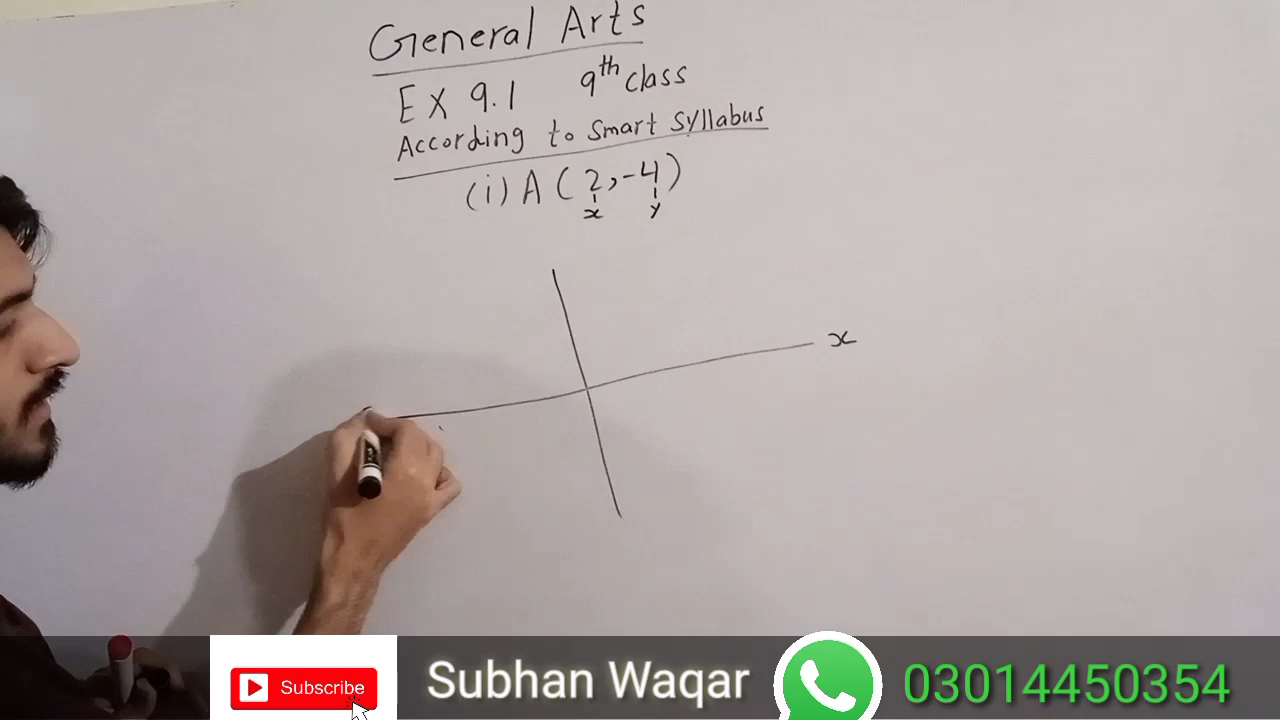 General Arts
EX 9.1 9th class
According to Smart Syllabus
(i) A (2, -4)
x y
x
Subscribe Subhan Waqar 03014450354